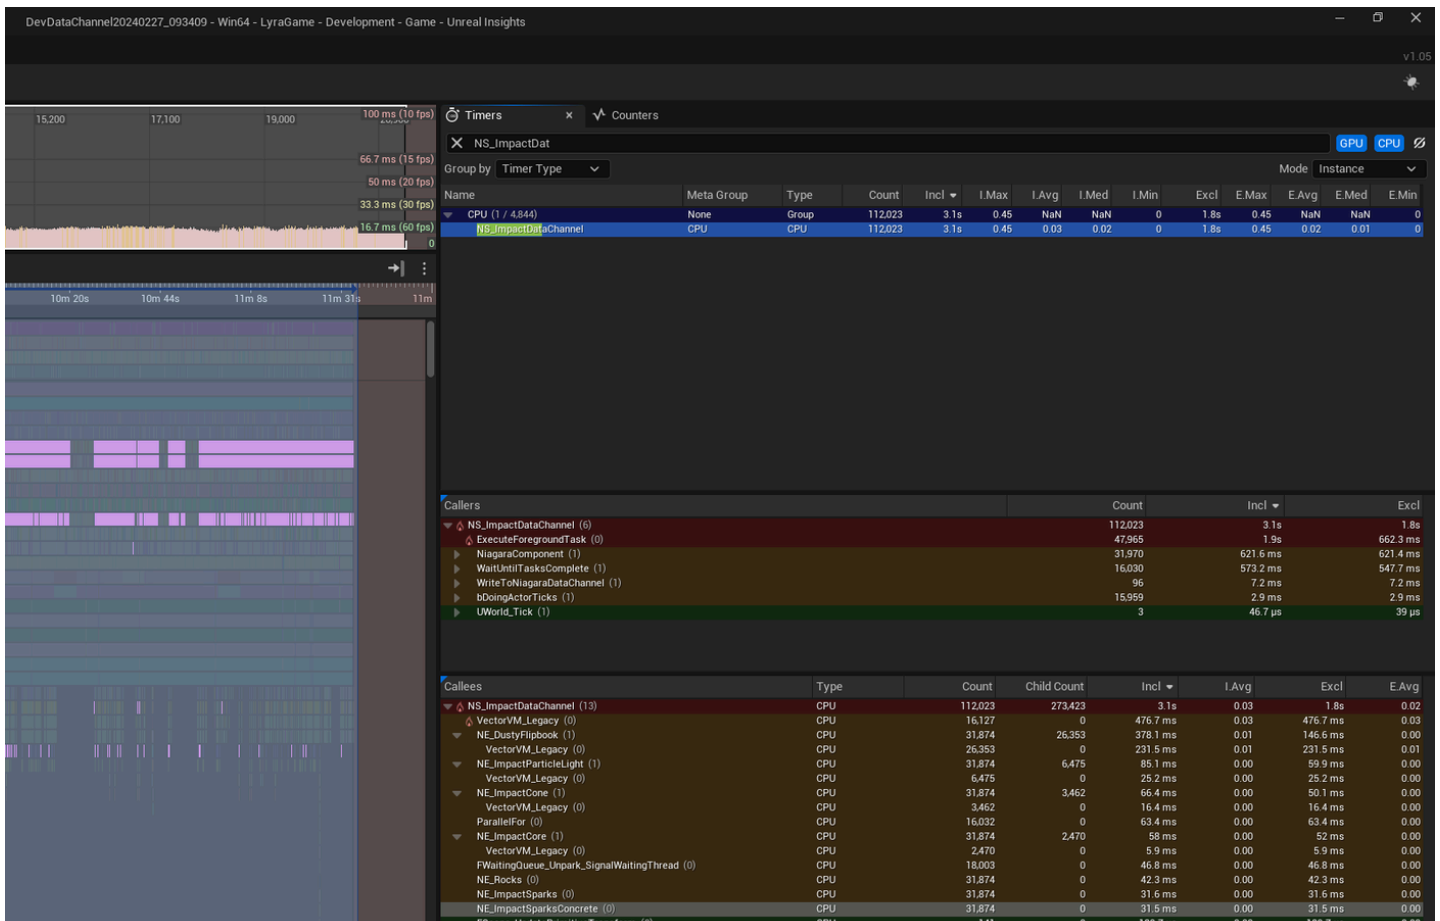 DevDataChannel20240227_093409 - Win64 - LyraGame - Development - Game - Unreal Insights
v1.05
15,200 17,100 19,000 100 ms (10 fps)
66.7 ms (15 fps)
50 ms (20 fps)
33.3 ms (30 fps)
16.7 ms (60 fps)
0
10m 20s 10m 44s 11m 8s 11m 31s 11m
Timers × Counters
NS_ImpactDat GPU CPU
Group by Timer Type Mode Instance
Name Meta Group Type Count Incl I.Max I.Avg I.Med I.Min Excl E.Max E.Avg E.Med E.Min
CPU (1 / 4,844) None Group 112,023 3.1s 0.45 NaN NaN 0 1.8s 0.45 NaN NaN 0
NS_ImpactDataChannel CPU CPU 112,023 3.1s 0.45 0.03 0.02 0 1.8s 0.45 0.02 0.01 0
Callers Count Incl Excl
NS_ImpactDataChannel (6) 112,023 3.1s 1.8s
ExecuteForegroundTask (0) 47,965 1.9s 662.3 ms
NiagaraComponent (1) 31,970 621.6 ms 621.4 ms
WaitUntilTasksComplete (1) 16,030 573.2 ms 547.7 ms
WriteToNiagaraDataChannel (1) 96 7.2 ms 7.2 ms
bDoingActorTicks (1) 15,959 2.9 ms 2.9 ms
UWorld_Tick (1) 3 46.7 µs 39 µs
Callees Type Count Child Count Incl I.Avg Excl E.Avg
NS_ImpactDataChannel (13) CPU 112,023 273,423 3.1s 0.03 1.8s 0.02
VectorVM_Legacy (0) CPU 16,127 0 476.7 ms 0.03 476.7 ms 0.03
NE_DustyFlipbook (1) CPU 31,874 26,353 378.1 ms 0.01 146.6 ms 0.00
VectorVM_Legacy (0) CPU 26,353 0 231.5 ms 0.01 231.5 ms 0.01
NE_ImpactParticleLight (1) CPU 31,874 6,475 85.1 ms 0.00 59.9 ms 0.00
VectorVM_Legacy (0) CPU 6,475 0 25.2 ms 0.00 25.2 ms 0.00
NE_ImpactCone (1) CPU 31,874 3,462 66.4 ms 0.00 50.1 ms 0.00
VectorVM_Legacy (0) CPU 3,462 0 16.4 ms 0.00 16.4 ms 0.00
ParallelFor (0) CPU 16,032 0 63.4 ms 0.00 63.4 ms 0.00
NE_ImpactCore (1) CPU 31,874 2,470 58 ms 0.00 52 ms 0.00
VectorVM_Legacy (0) CPU 2,470 0 5.9 ms 0.00 5.9 ms 0.00
FWaitingQueue_Unpark_SignalWaitingThread (0) CPU 18,003 0 46.8 ms 0.00 46.8 ms 0.00
NE_Rocks (0) CPU 31,874 0 42.3 ms 0.00 42.3 ms 0.00
NE_ImpactSparks (0) CPU 31,874 0 31.6 ms 0.00 31.6 ms 0.00
NE_ImpactSparksConcrete (0) CPU 31,874 0 31.5 ms 0.00 31.5 ms 0.00